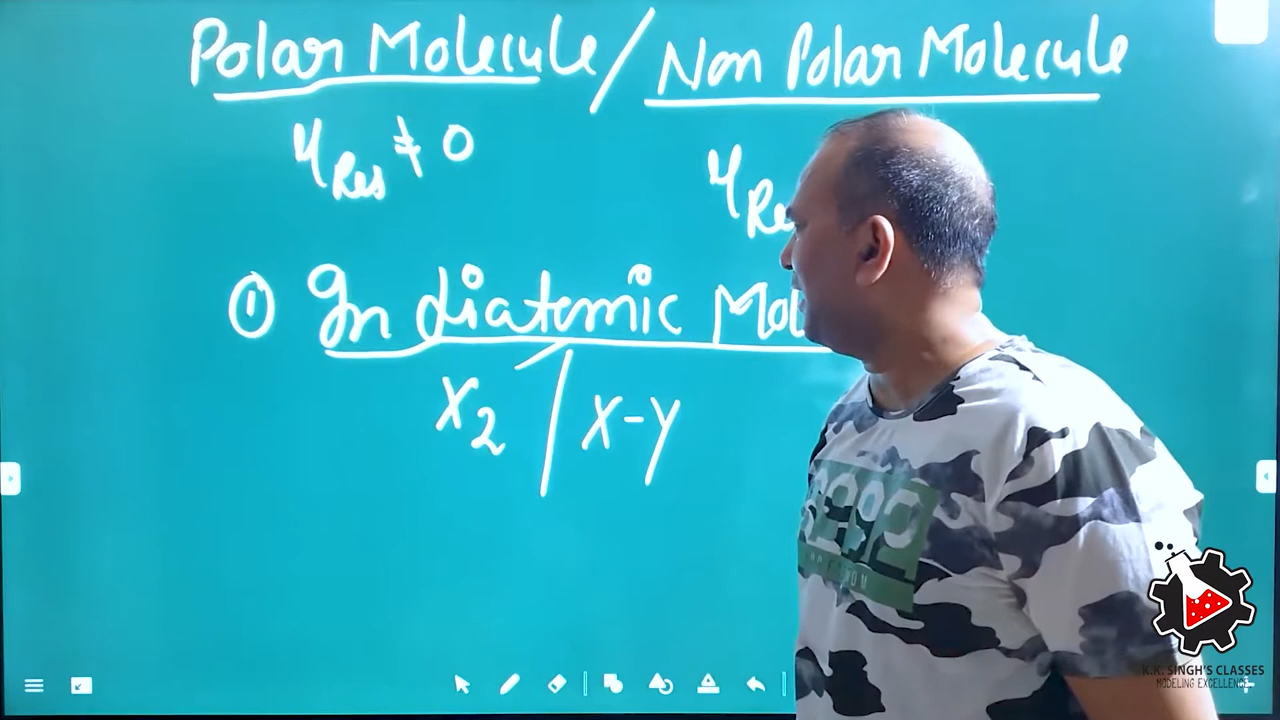 Polar Molecule / Non Polar Molecule
μRes ≠ 0
μRe
① In diatomic Mol
X₂ / X-Y
K.K. SINGH'S CLASSES
MODELING EXCELLENCE